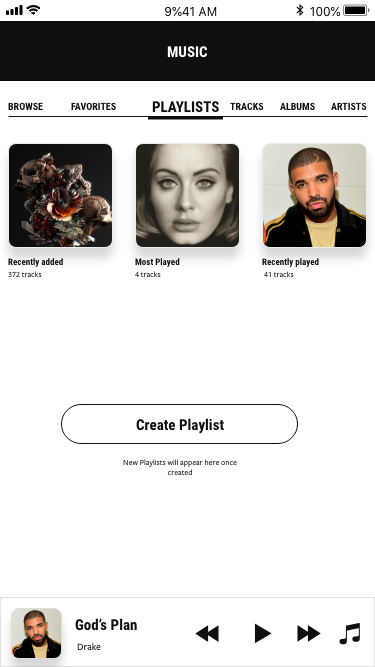 9%41 AM
100%
MUSIC
BROWSE FAVORITES PLAYLISTS TRACKS ALBUMS ARTISTS
Recently added
372 tracks
Most Played
4 tracks
Recently played
41 tracks
Create Playlist
New Playlists will appear here once
created
God's Plan
Drake